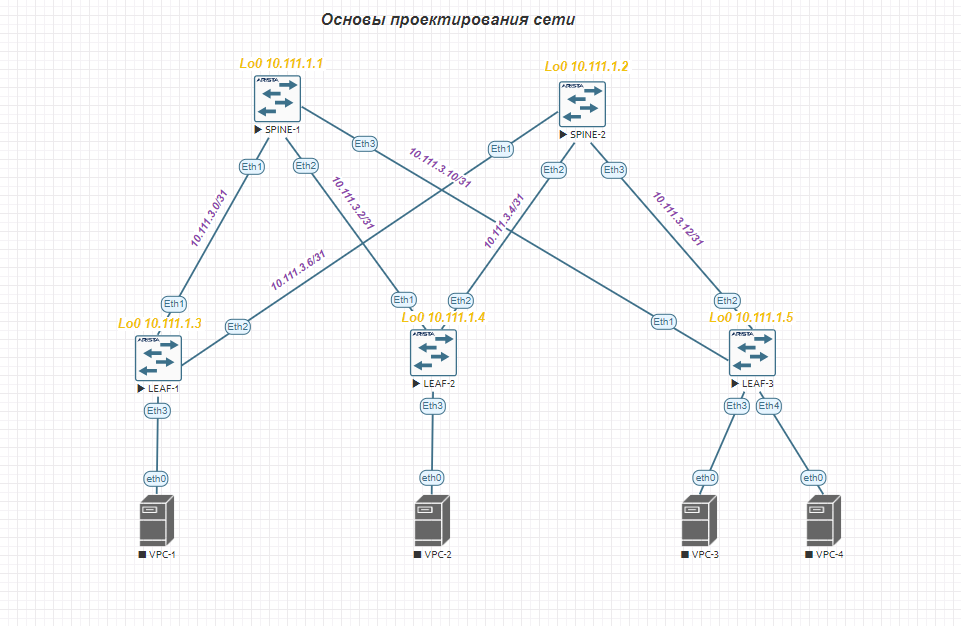 Основы проектирования сети
Lo0 10.111.1.1
Lo0 10.111.1.2
ARISTA
ARISTA
SPINE-1
SPINE-2
Eth1
Eth2
Eth3
Eth1
Eth2
Eth3
10.111.3.0/31
10.111.3.2/31
10.111.3.10/31
10.111.3.6/31
10.111.3.4/31
10.111.3.12/31
Eth1
Eth2
Eth1
Eth2
Eth1
Eth2
Lo0 10.111.1.3
Lo0 10.111.1.4
Lo0 10.111.1.5
ARISTA
ARISTA
ARISTA
LEAF-1
LEAF-2
LEAF-3
Eth3
Eth3
Eth3
Eth4
eth0
eth0
eth0
eth0
VPC-1
VPC-2
VPC-3
VPC-4